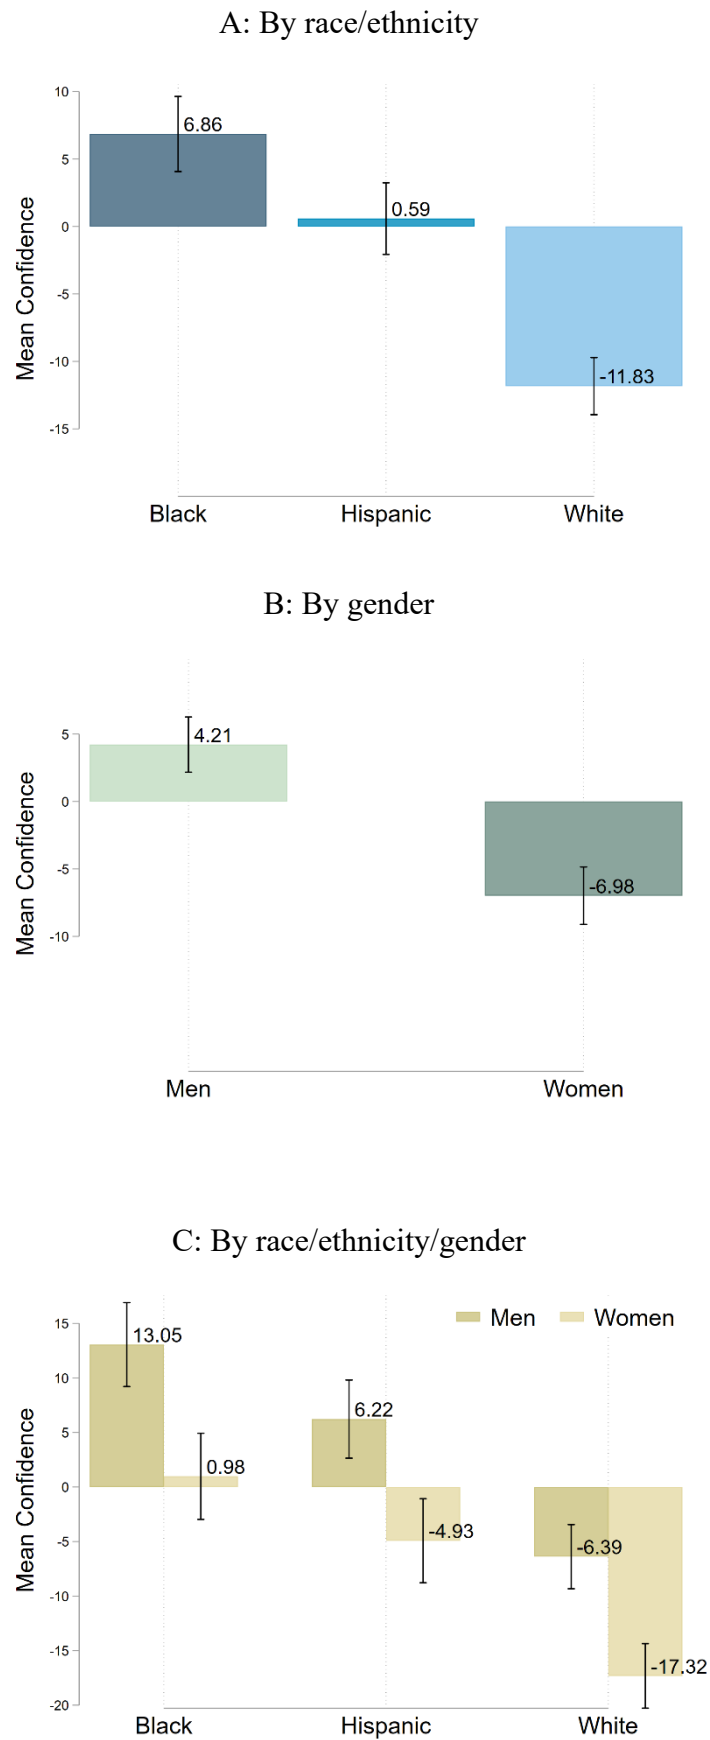 A: By race/ethnicity
10
5
0
-5
-10
-15
Mean Confidence
6.86
0.59
-11.83
Black Hispanic White
B: By gender
5
0
-5
-10
Mean Confidence
4.21
-6.98
Men Women
C: By race/ethnicity/gender
Men Women
15
10
5
0
-5
-10
-15
-20
Mean Confidence
13.05
0.98
6.22
-4.93
-6.39
-17.32
Black Hispanic White